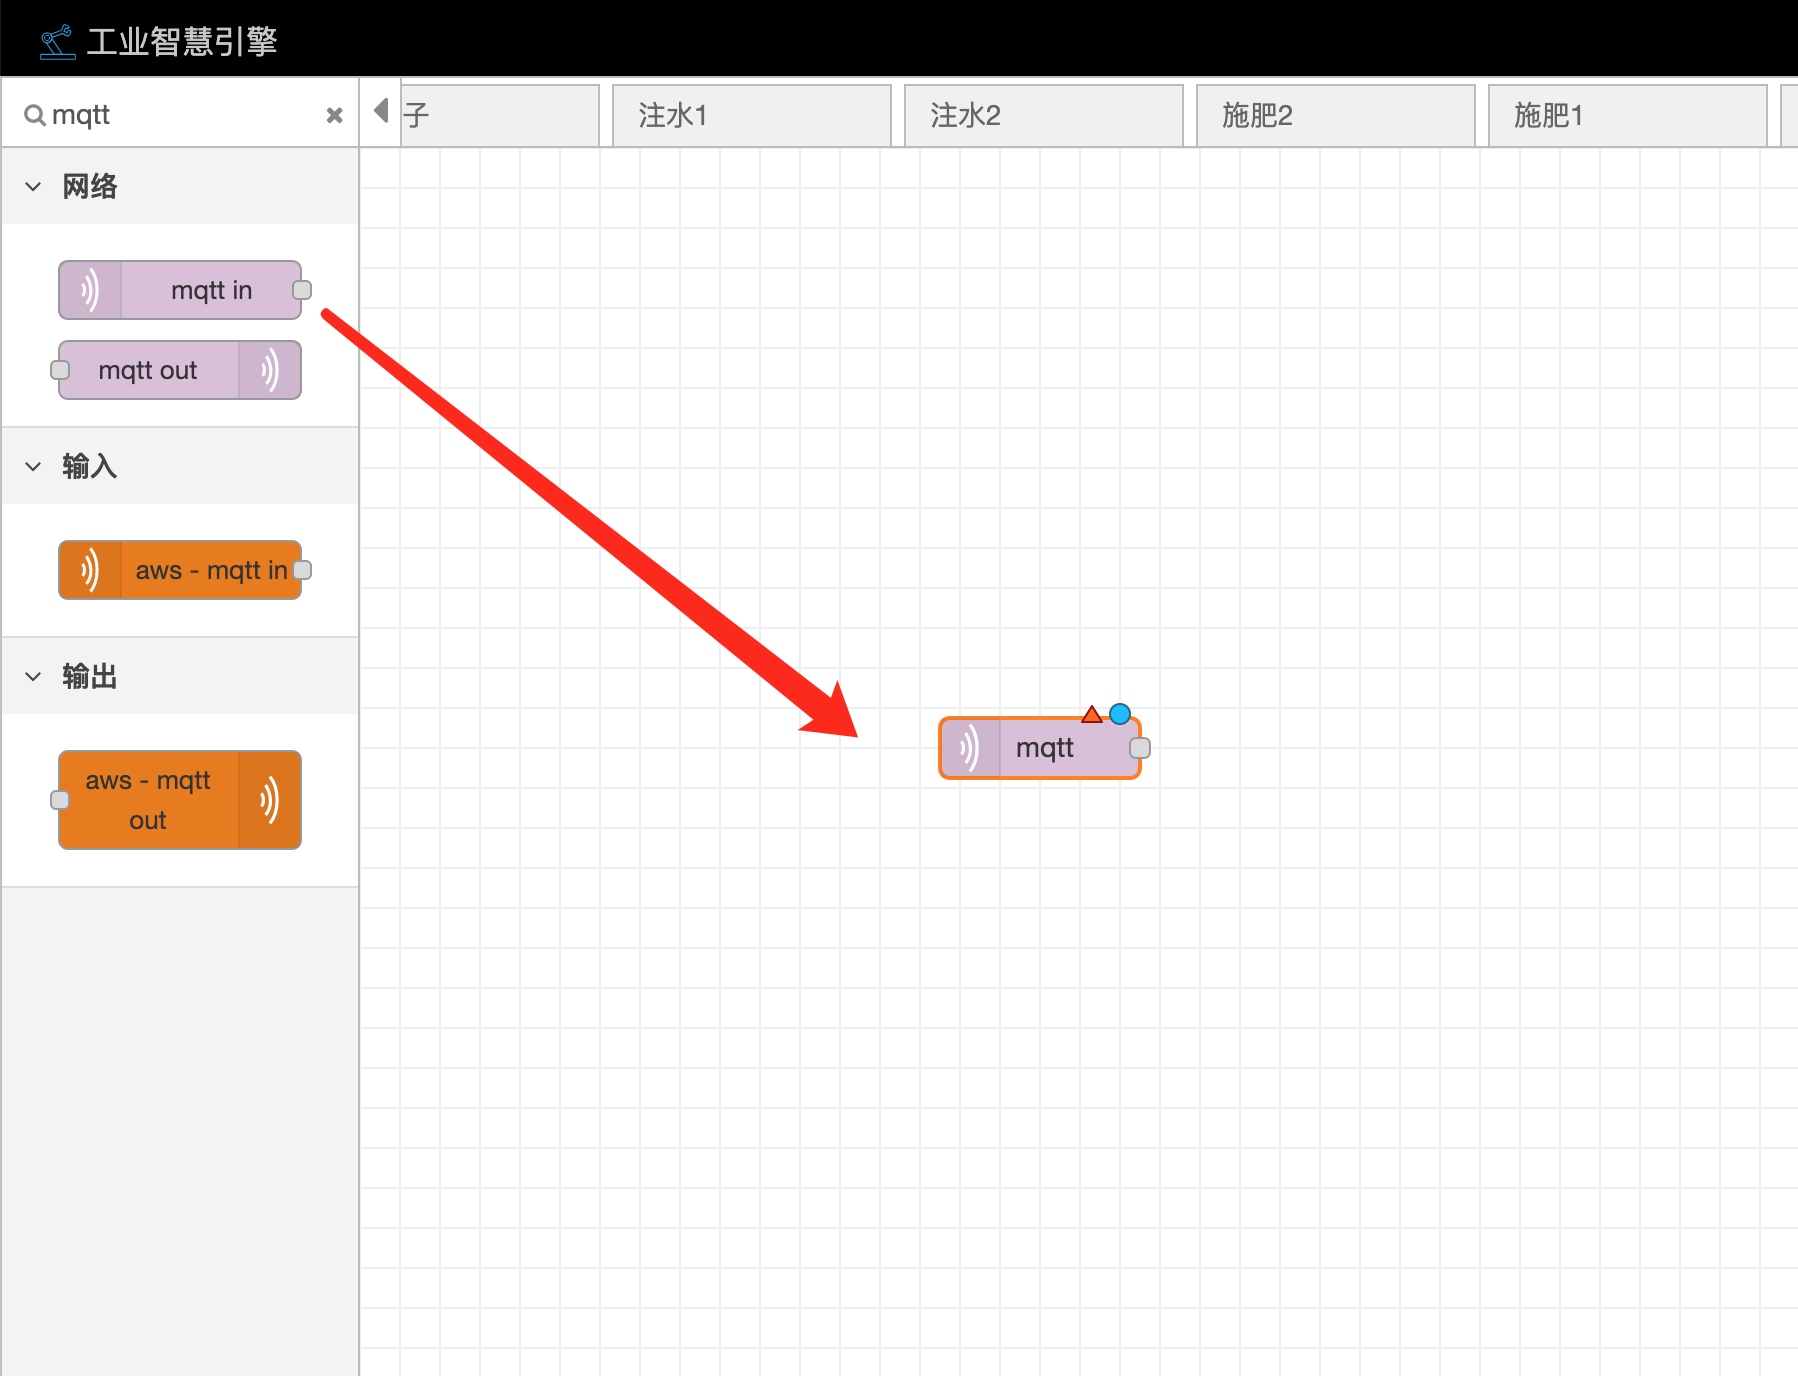 工业智慧引擎
mqtt
子
注水1
注水2
施肥2
施肥1
网络
mqtt in
mqtt out
输入
aws - mqtt in
输出
aws - mqtt
out
mqtt